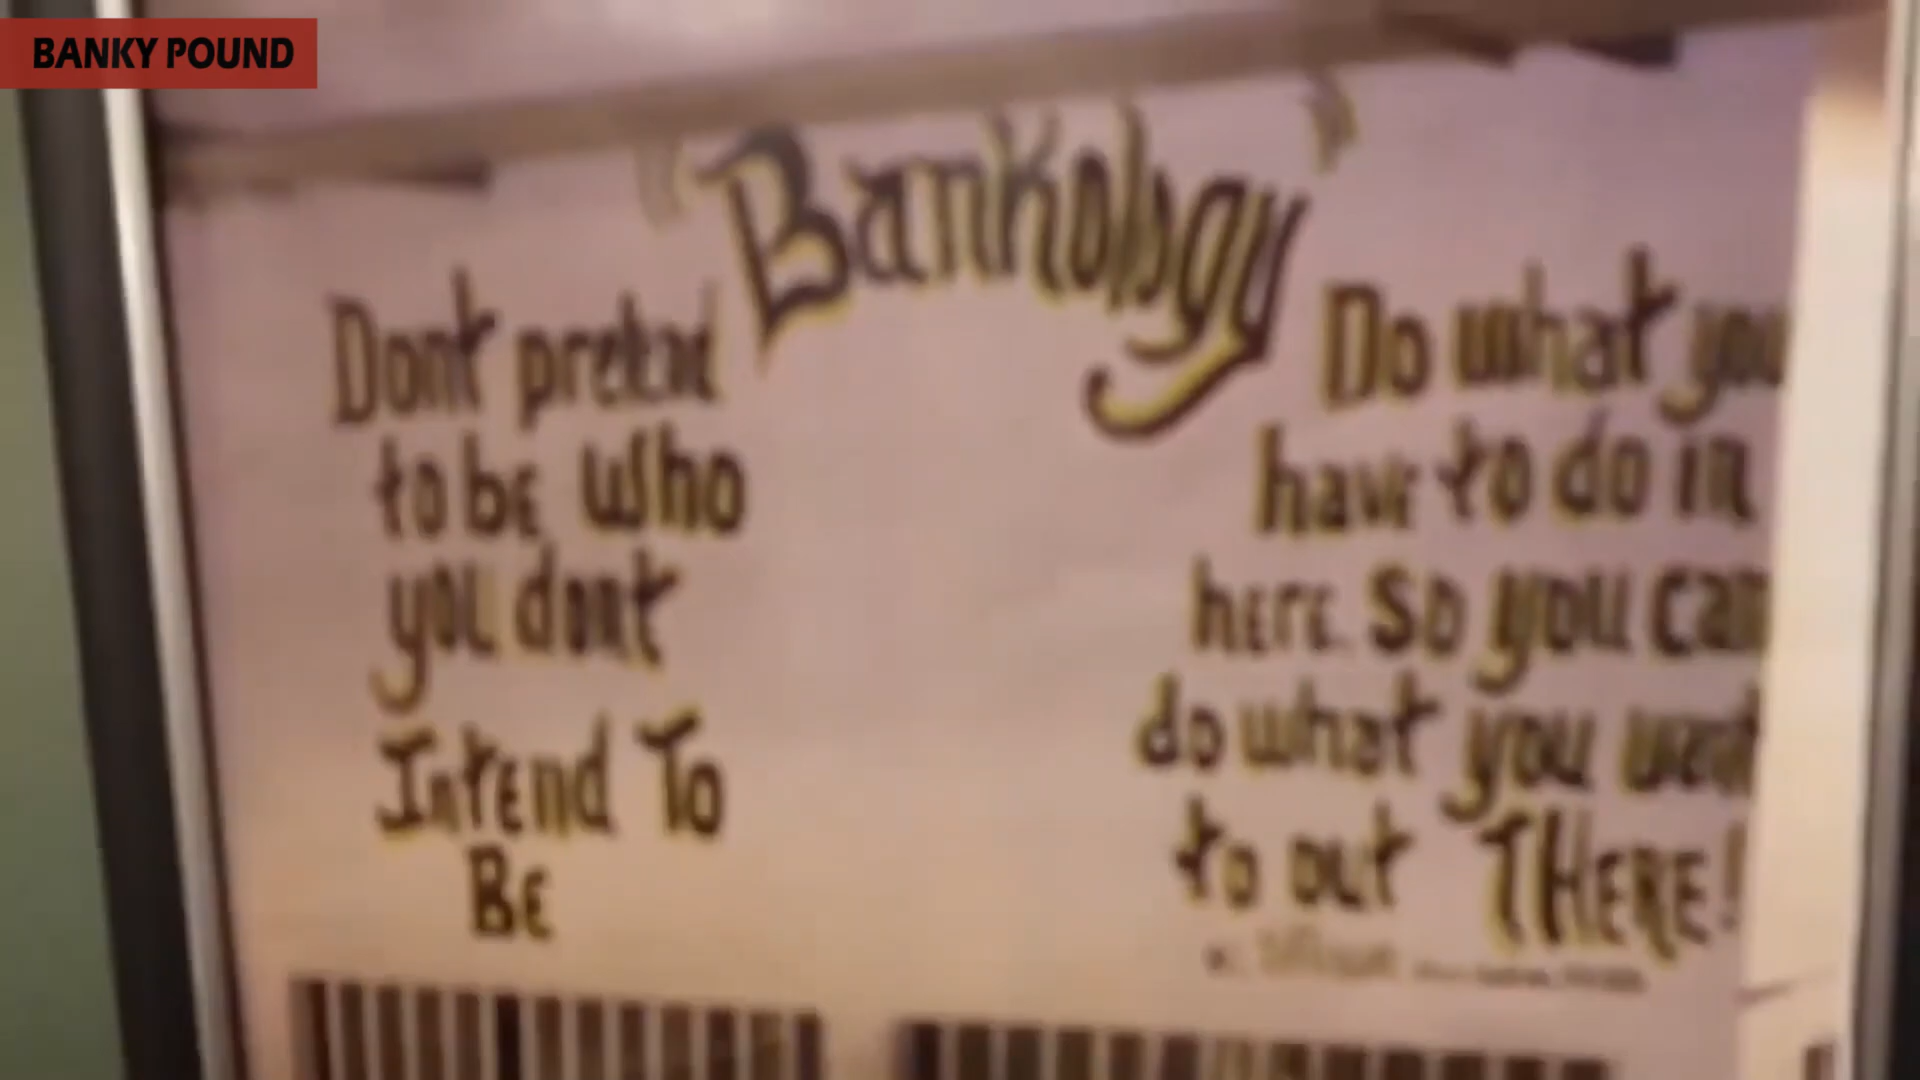 BANKY POUND
"Bankology"
Dont pretend
to be who
you dont
Intend To
BE
Do what you
have to do in
here. So you can
do what you want
to out THERE!